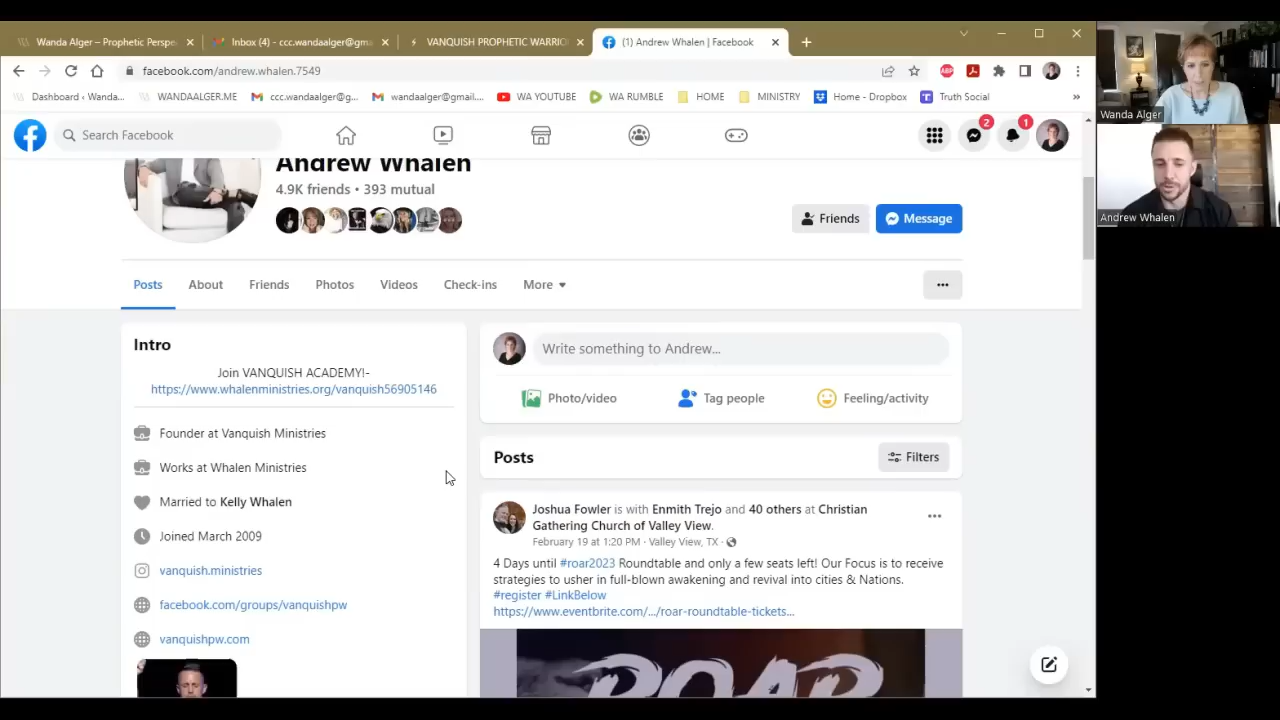 Wanda Alger – Prophetic Perspe
Inbox (4) - ccc.wandaalger@gm
VANQUISH PROPHETIC WARRIO
(1) Andrew Whalen | Facebook
facebook.com/andrew.whalen.7549
ABP
Dashboard ‹ Wanda...
WANDAALGER.ME
ccc.wandaalger@g...
wandaalger@gmail....
WA YOUTUBE
WA RUMBLE
HOME
MINISTRY
Home - Dropbox
Truth Social
Wanda Alger
Andrew Whalen
Search Facebook
2
1
Andrew Whalen
4.9K friends • 393 mutual
Friends
Message
Posts
About
Friends
Photos
Videos
Check-ins
More
Intro
Join VANQUISH ACADEMY!-
https://www.whalenministries.org/vanquish56905146
Founder at Vanquish Ministries
Works at Whalen Ministries
Married to Kelly Whalen
Joined March 2009
vanquish.ministries
facebook.com/groups/vanquishpw
vanquishpw.com
Write something to Andrew...
Photo/video
Tag people
Feeling/activity
Posts
Filters
Joshua Fowler is with Enmith Trejo and 40 others at Christian
Gathering Church of Valley View.
February 19 at 1:20 PM · Valley View, TX ·
4 Days until #roar2023 Roundtable and only a few seats left! Our Focus is to receive
strategies to usher in full-blown awakening and revival into cities & Nations.
#register #LinkBelow
https://www.eventbrite.com/.../roar-roundtable-tickets...
ROAR